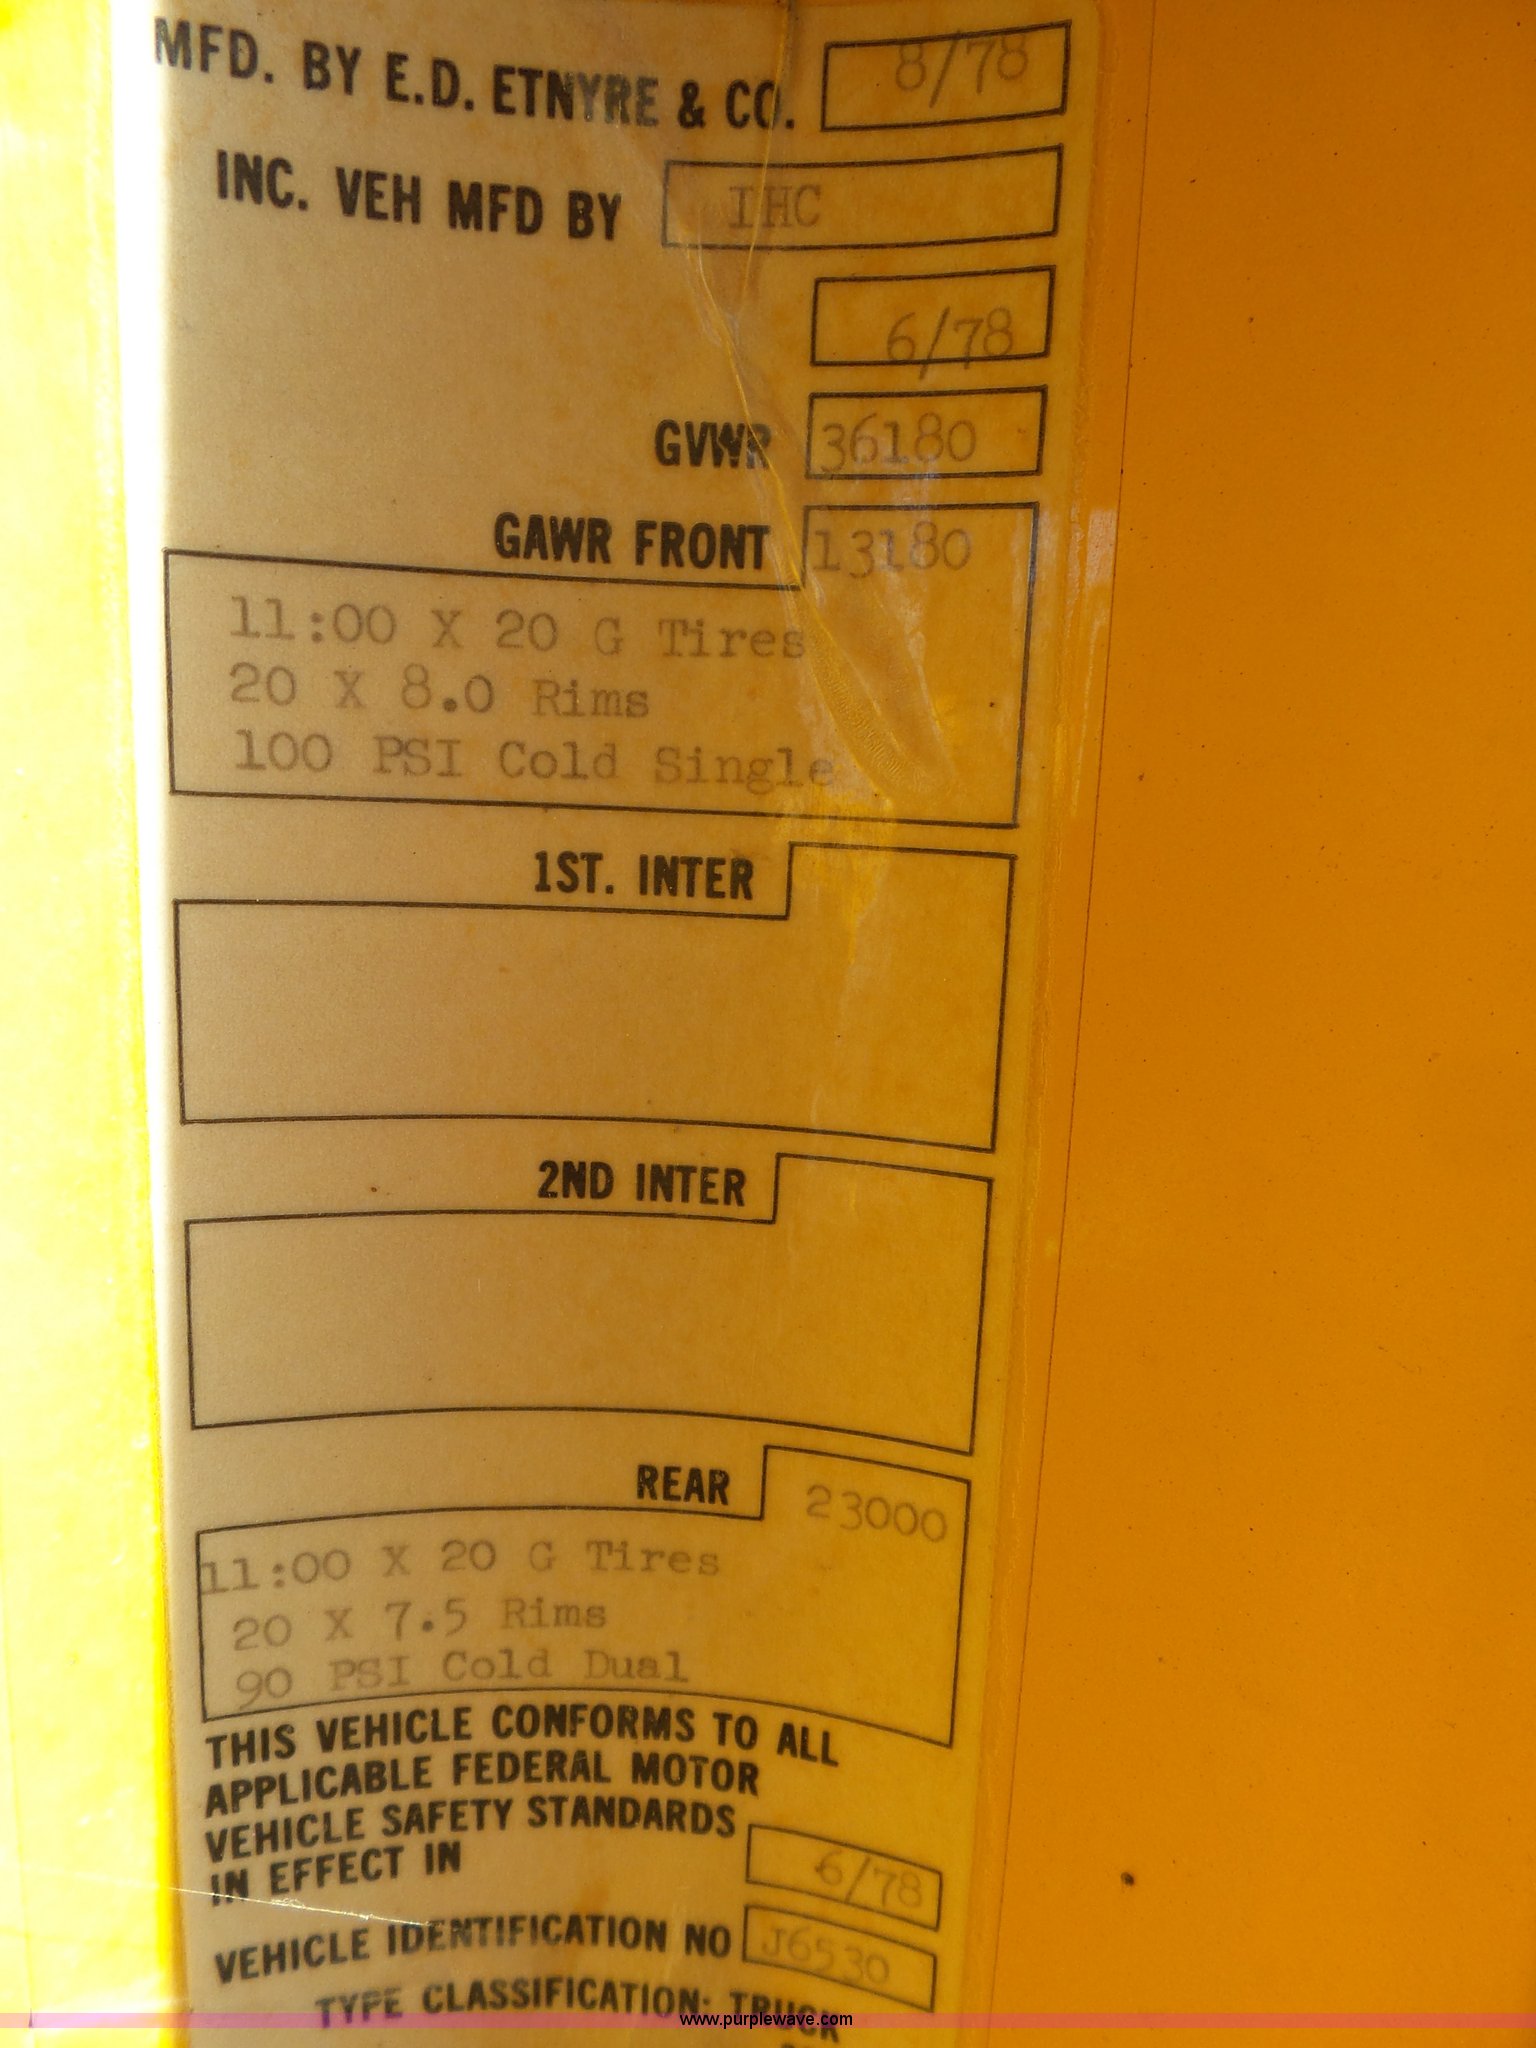 MFD. BY E.D. ETNYRE & CO. 8/78
INC. VEH MFD BY IHC
6/78
GVWR 36180
GAWR FRONT 13180
11:00 X 20 G Tires
20 X 8.0 Rims
100 PSI Cold Single
1ST. INTER
2ND INTER
REAR 23000
11:00 X 20 G Tires
20 X 7.5 Rims
90 PSI Cold Dual
THIS VEHICLE CONFORMS TO ALL
APPLICABLE FEDERAL MOTOR
VEHICLE SAFETY STANDARDS
IN EFFECT IN 6/78
VEHICLE IDENTIFICATION NO J6530
TYPE CLASSIFICATION: TRUCK
www.purplewave.com